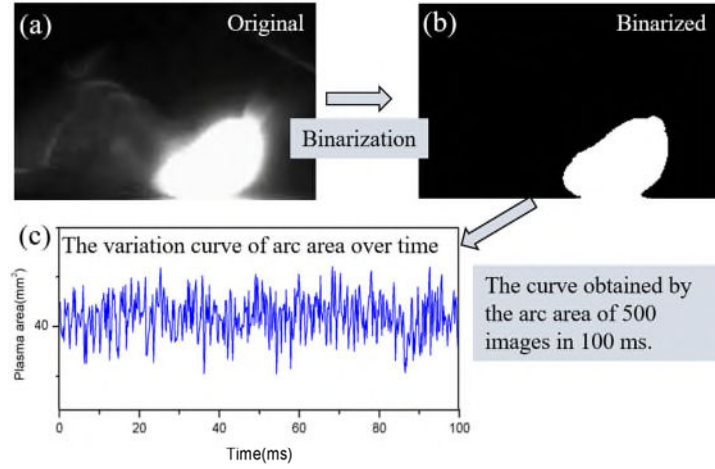 (a)
Original
(b)
Binarized
Binarization
(c)
The variation curve of arc area over time
Plasma area(mm²)
40
0
20
40
60
80
100
Time(ms)
The curve obtained by
the arc area of 500
images in 100 ms.